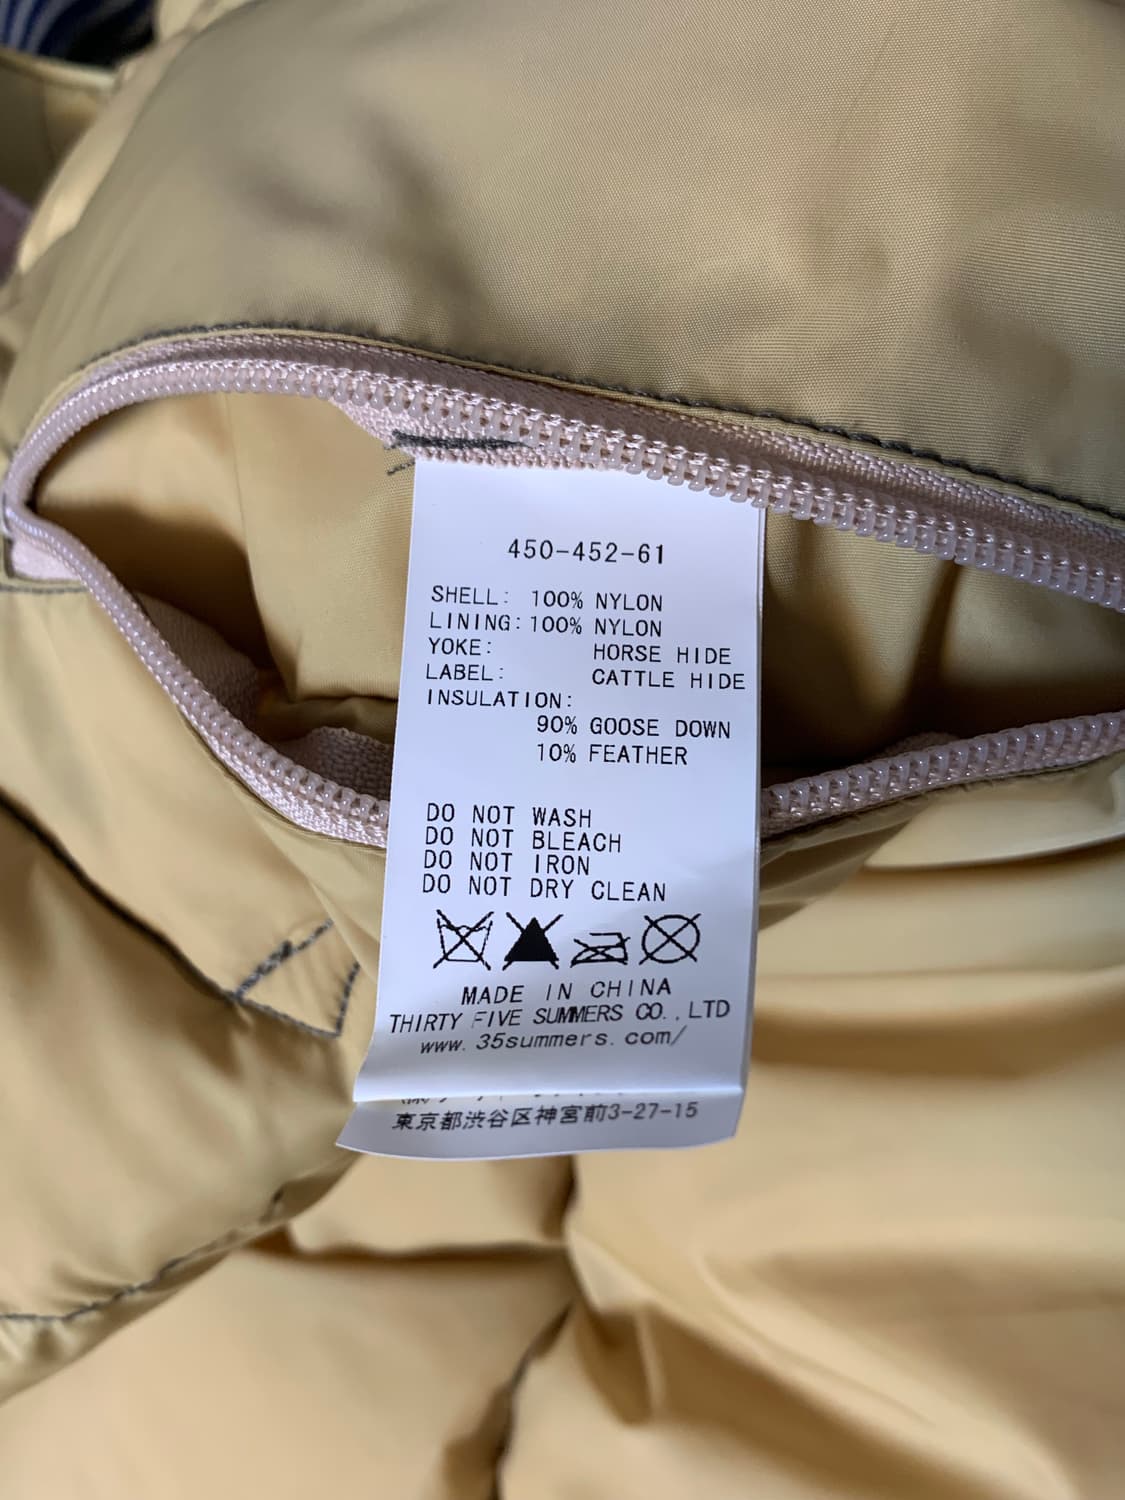 450-452-61
SHELL: 100% NYLON
LINING: 100% NYLON
YOKE: HORSE HIDE
LABEL: CATTLE HIDE
INSULATION:
90% GOOSE DOWN
10% FEATHER
DO NOT WASH
DO NOT BLEACH
DO NOT IRON
DO NOT DRY CLEAN
MADE IN CHINA
THIRTY FIVE SUMMERS CO.,LTD
www.35summers.com/
東京都渋谷区神宮前3-27-15